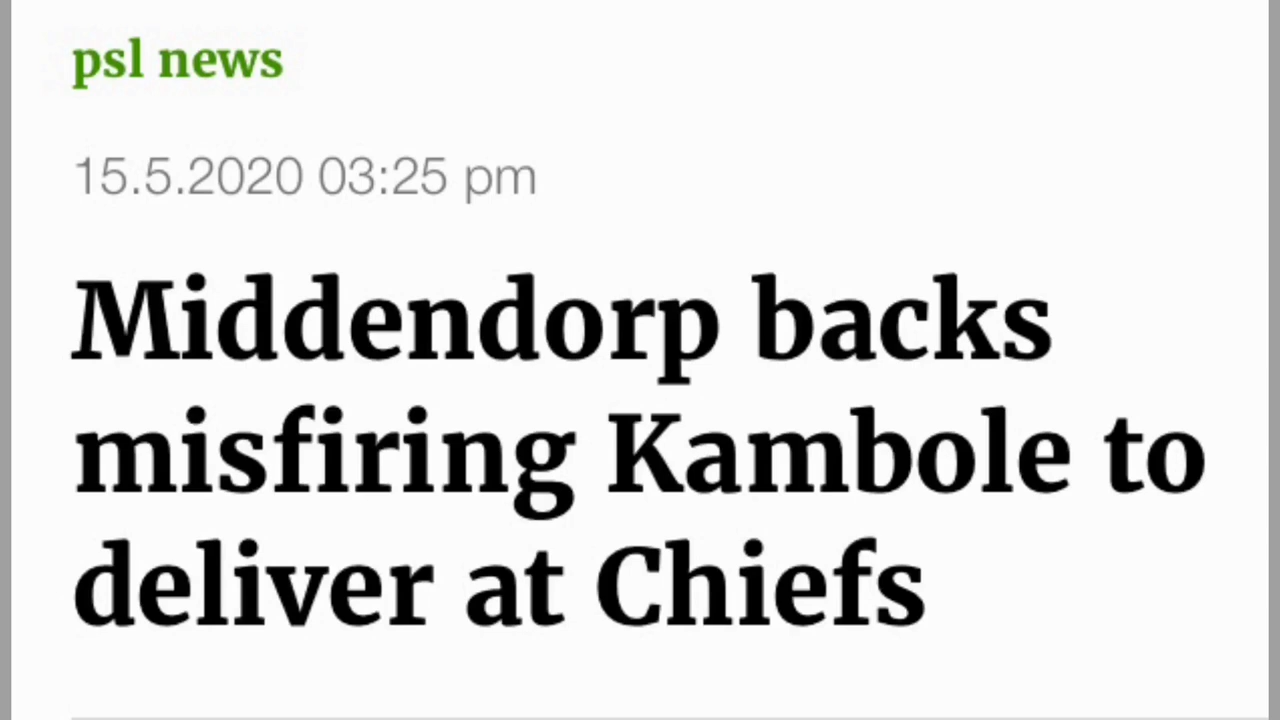 psl news
15.5.2020 03:25 pm
Middendorp backs
misfiring Kambole to
deliver at Chiefs